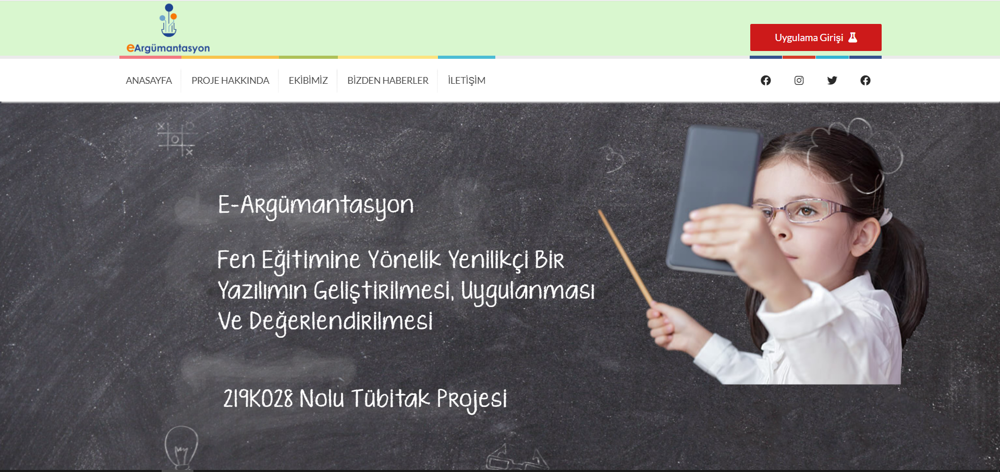 eArgümantasyon
Uygulama Girişi
ANASAYFA
PROJE HAKKINDA
EKİBİMİZ
BİZDEN HABERLER
İLETİŞİM
E-Argümantasyon
Fen Eğitimine Yönelik Yenilikçi Bir
Yazılımın Geliştirilmesi, Uygulanması
Ve Değerlendirilmesi
219K028 Nolu Tübitak Projesi